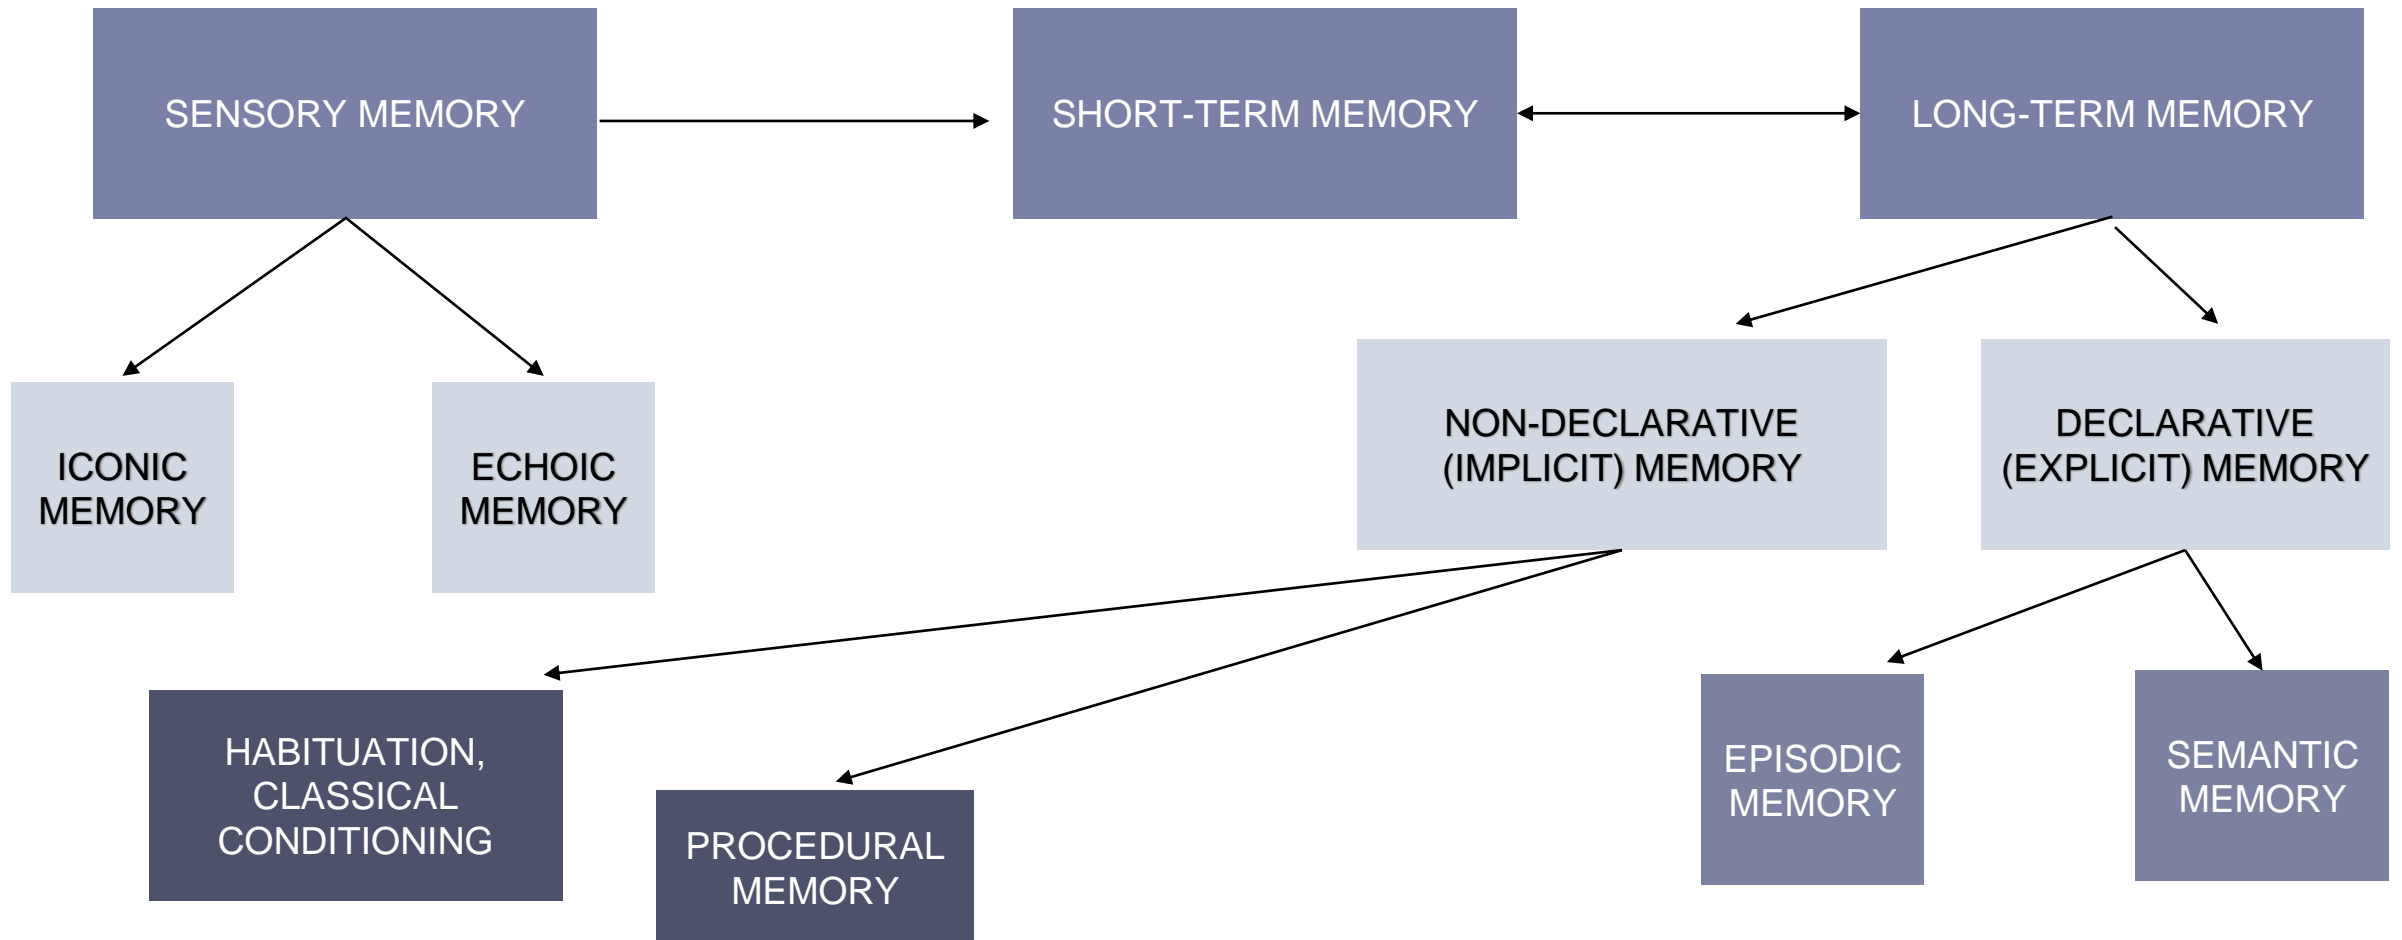 SENSORY MEMORY
SHORT-TERM MEMORY
LONG-TERM MEMORY
ICONIC
MEMORY
ECHOIC
MEMORY
NON-DECLARATIVE
(IMPLICIT) MEMORY
DECLARATIVE
(EXPLICIT) MEMORY
HABITUATION,
CLASSICAL
CONDITIONING
PROCEDURAL
MEMORY
EPISODIC
MEMORY
SEMANTIC
MEMORY